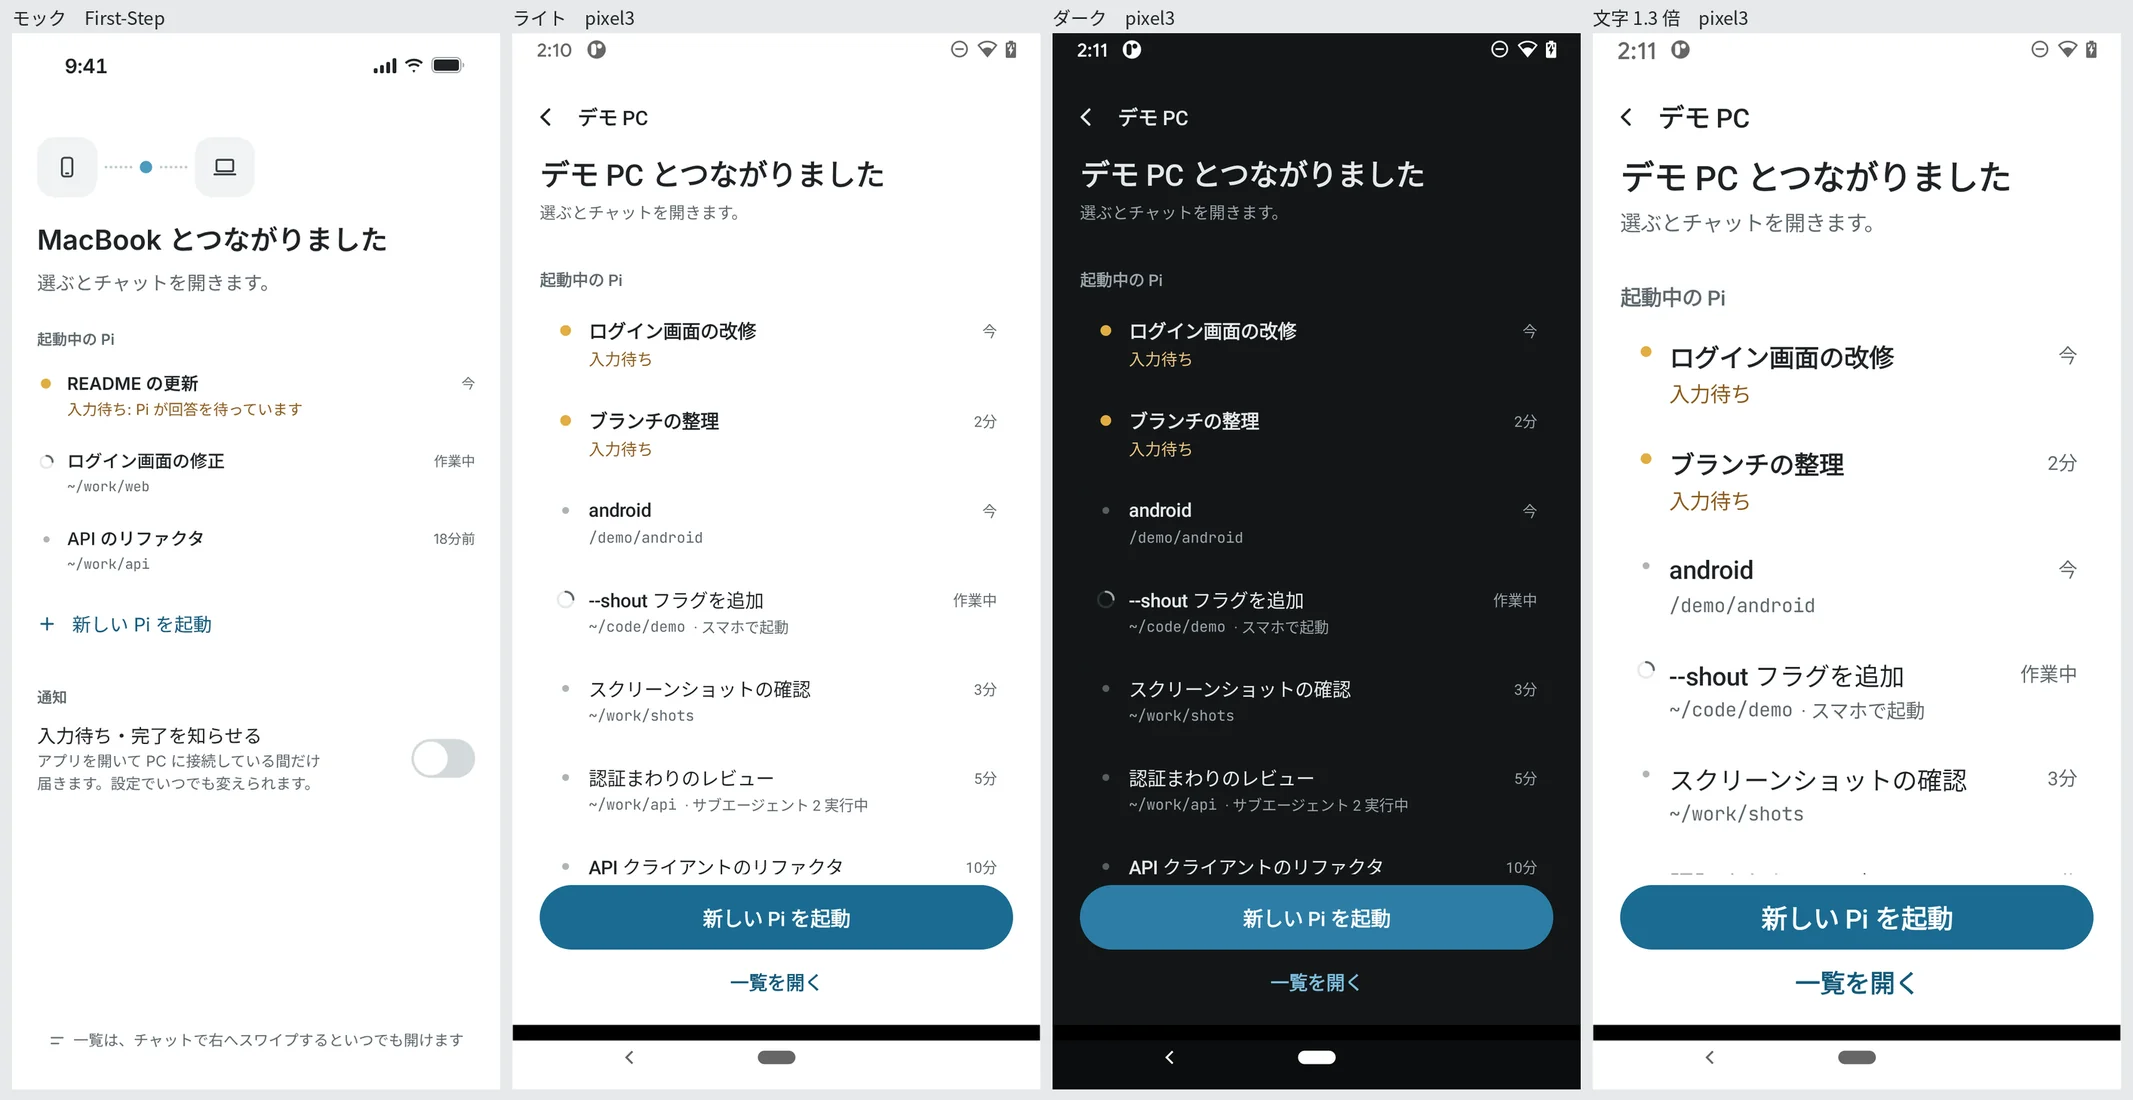 モック First-Step
9:41
MacBook とつながりました
選ぶとチャットを開きます。
起動中の Pi
README の更新 今
入力待ち: Pi が回答を待っています
ログイン画面の修正 作業中
~/work/web
API のリファクタ 18分前
~/work/api
+ 新しい Pi を起動
通知
入力待ち・完了を知らせる
アプリを開いて PC に接続している間だけ
届きます。設定でいつでも変えられます。
一覧は、チャットで右へスワイプするといつでも開けます
ライト pixel3
2:10
デモ PC
デモ PC とつながりました
選ぶとチャットを開きます。
起動中の Pi
ログイン画面の改修 今
入力待ち
ブランチの整理 2分
入力待ち
android 今
/demo/android
--shout フラグを追加 作業中
~/code/demo · スマホで起動
スクリーンショットの確認 3分
~/work/shots
認証まわりのレビュー 5分
~/work/api · サブエージェント 2 実行中
API クライアントのリファクタ 10分
新しい Pi を起動
一覧を開く
ダーク pixel3
2:11
デモ PC
デモ PC とつながりました
選ぶとチャットを開きます。
起動中の Pi
ログイン画面の改修 今
入力待ち
ブランチの整理 2分
入力待ち
android 今
/demo/android
--shout フラグを追加 作業中
~/code/demo · スマホで起動
スクリーンショットの確認 3分
~/work/shots
認証まわりのレビュー 5分
~/work/api · サブエージェント 2 実行中
API クライアントのリファクタ 10分
新しい Pi を起動
一覧を開く
文字 1.3 倍 pixel3
2:11
デモ PC
デモ PC とつながりました
選ぶとチャットを開きます。
起動中の Pi
ログイン画面の改修 今
入力待ち
ブランチの整理 2分
入力待ち
android 今
/demo/android
--shout フラグを追加 作業中
~/code/demo · スマホで起動
スクリーンショットの確認 3分
~/work/shots
新しい Pi を起動
一覧を開く